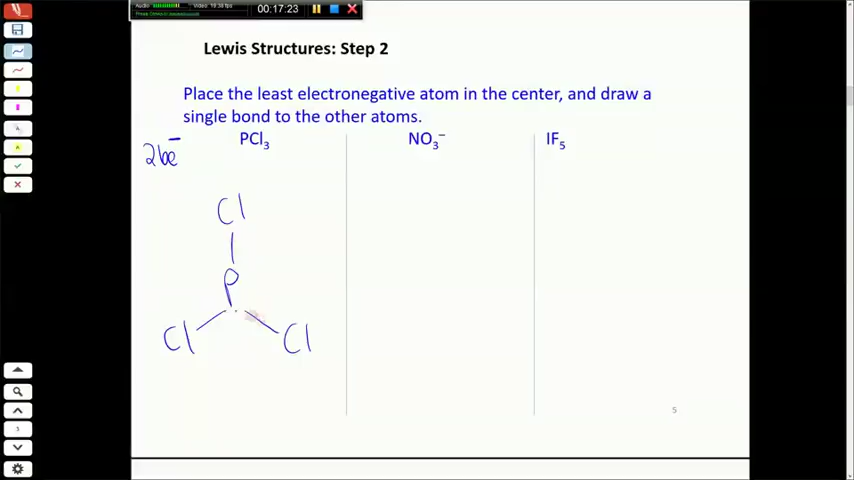 00:17:23
Lewis Structures: Step 2
Place the least electronegative atom in the center, and draw a
single bond to the other atoms.
PCl₃ NO₃⁻ IF₅
26e⁻
Cl
P
Cl Cl
5